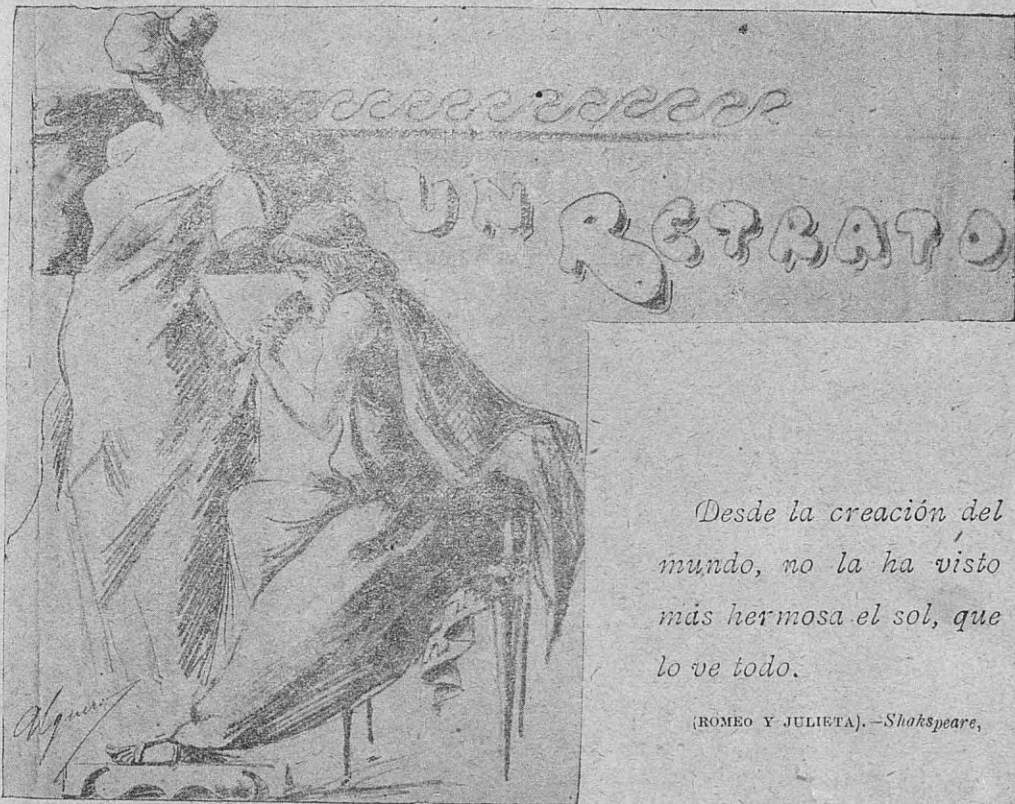 UN RETRATO
Desde la creación del
mundo, no la ha visto
más hermosa el sol, que
lo ve todo.
(ROMEO Y JULIETA).—Shakspeare,